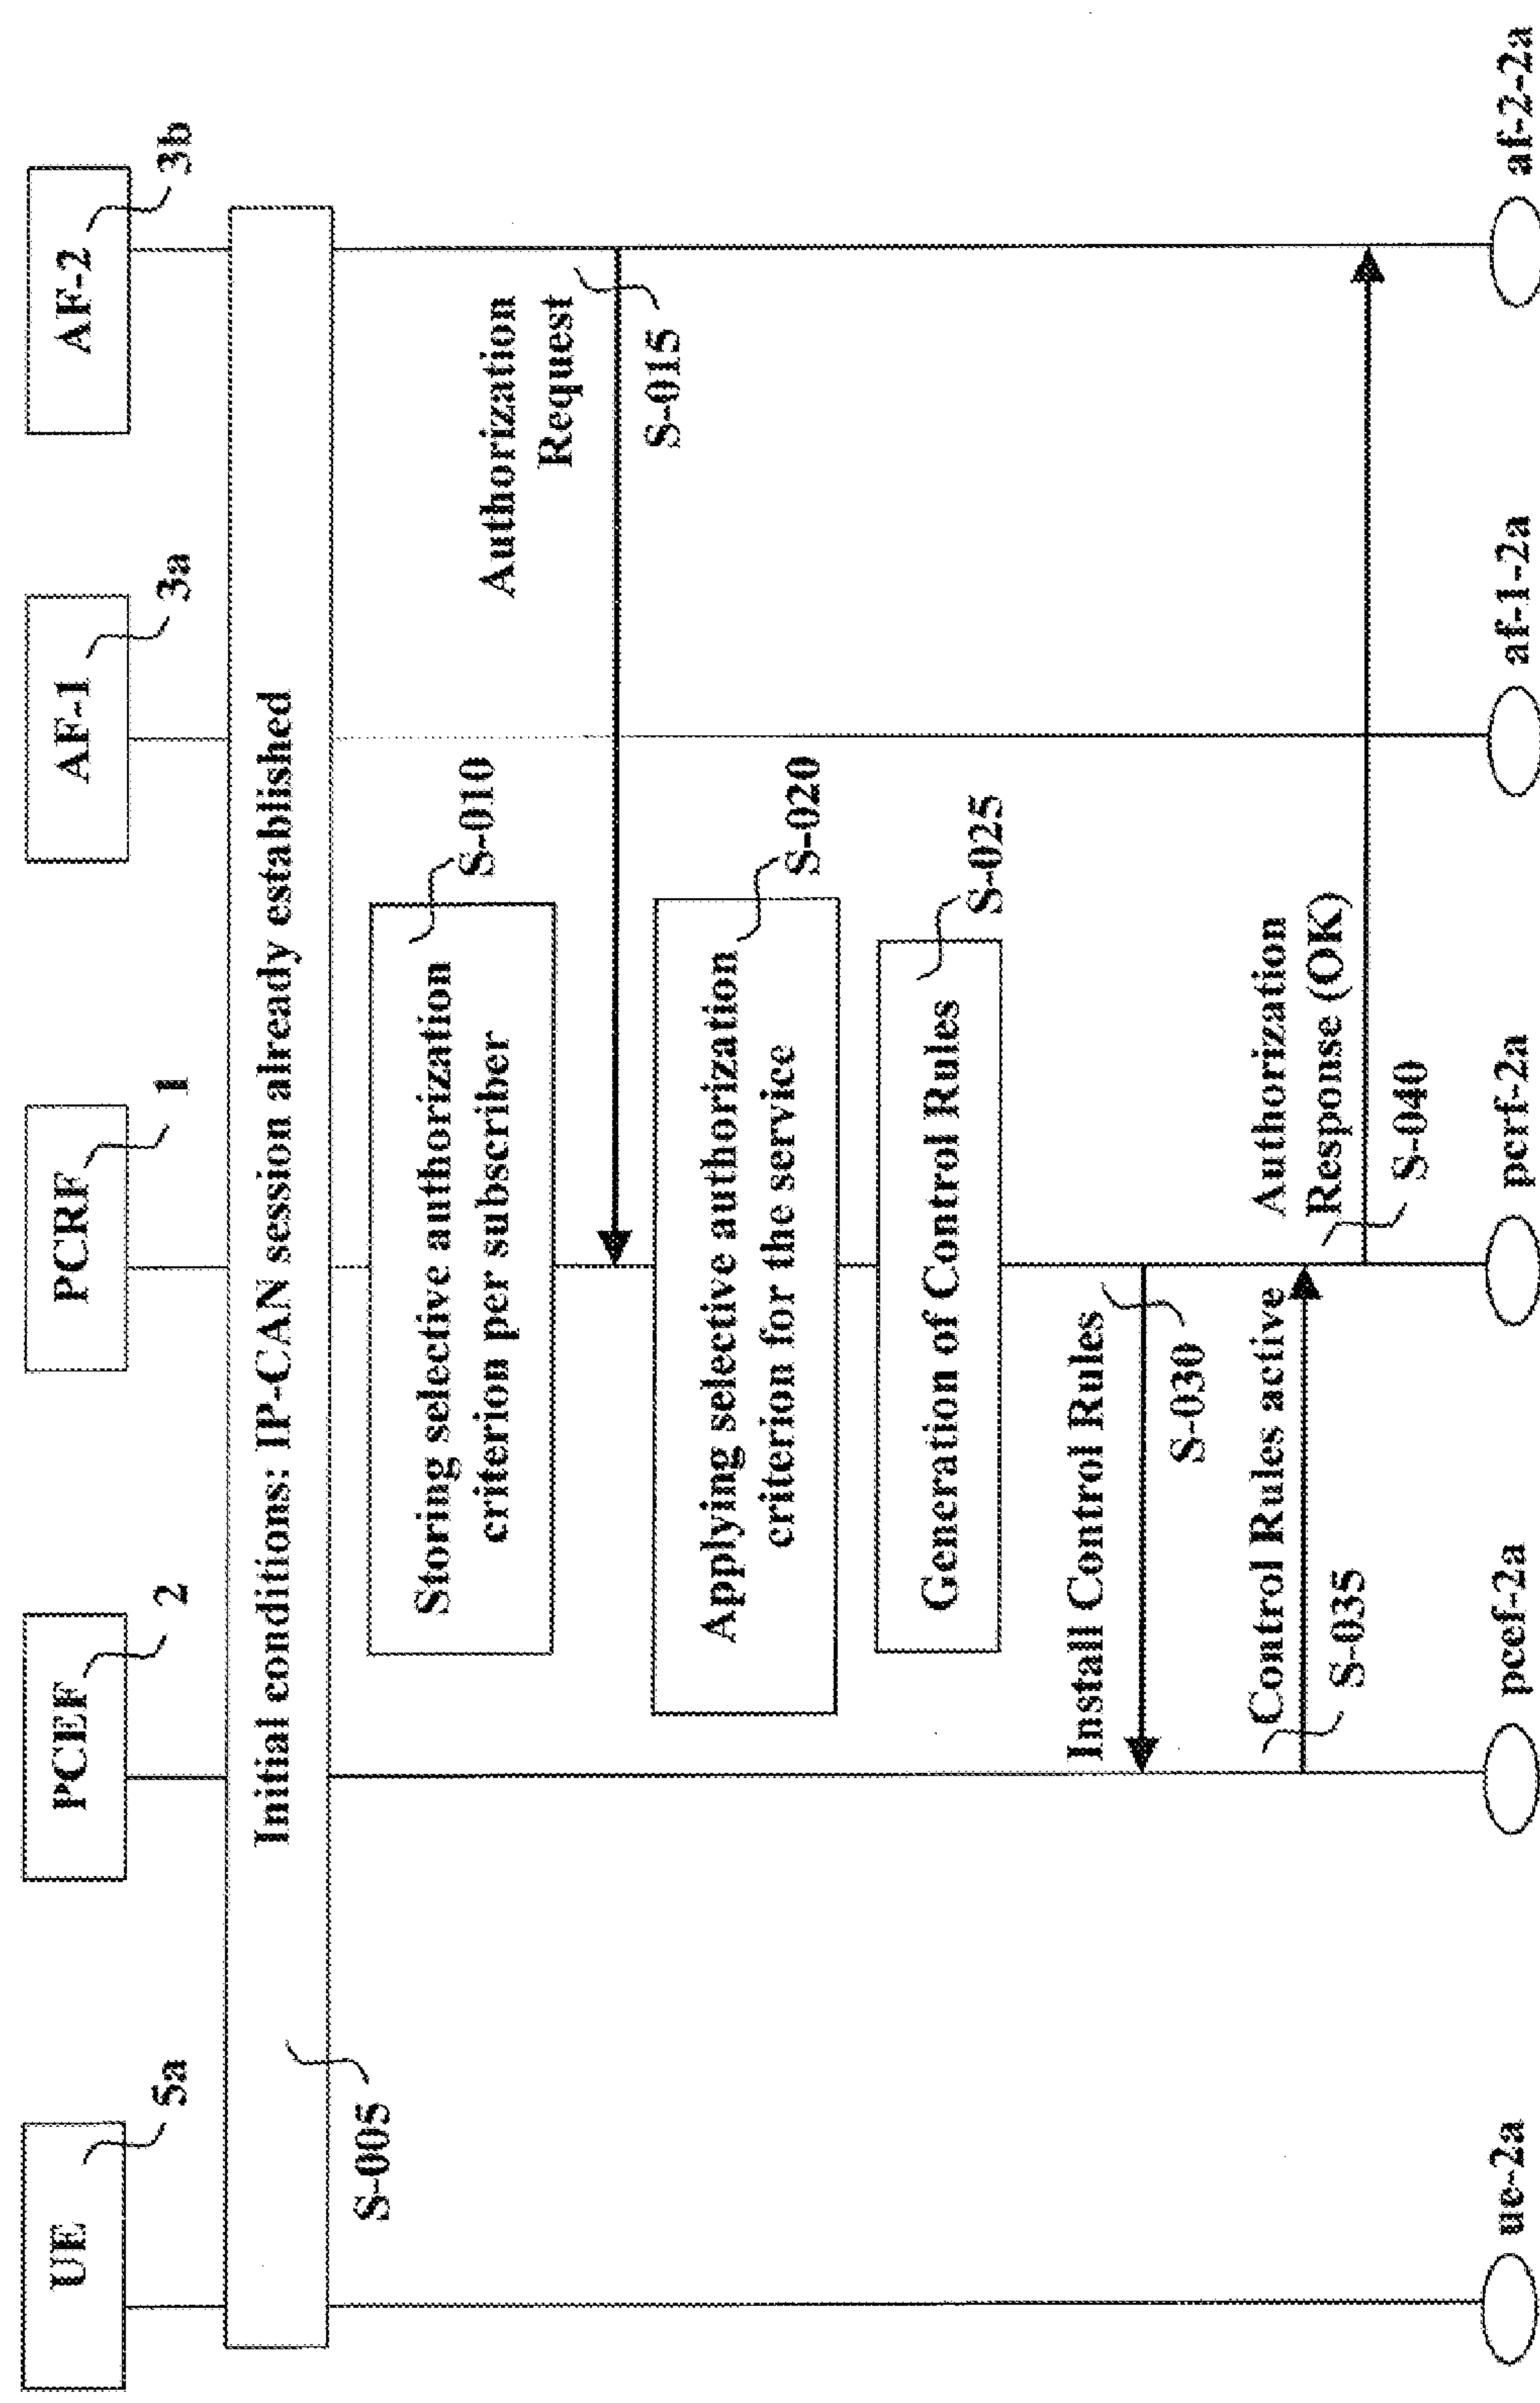 UE
5a
PCEF
2
PCRF
1
AF-1
3a
AF-2
3b
Initial conditions: IP-CAN session already established
S-005
Storing selective authorization
criterion per subscriber
S-010
Authorization
Request
S-015
Applying selective authorization
criterion for the service
S-020
Generation of Control Rules
S-025
Install Control Rules
S-030
Control Rules active
S-035
Authorization
Response (OK)
S-040
ue-2a
pcef-2a
pcrf-2a
af-1-2a
af-2-2a